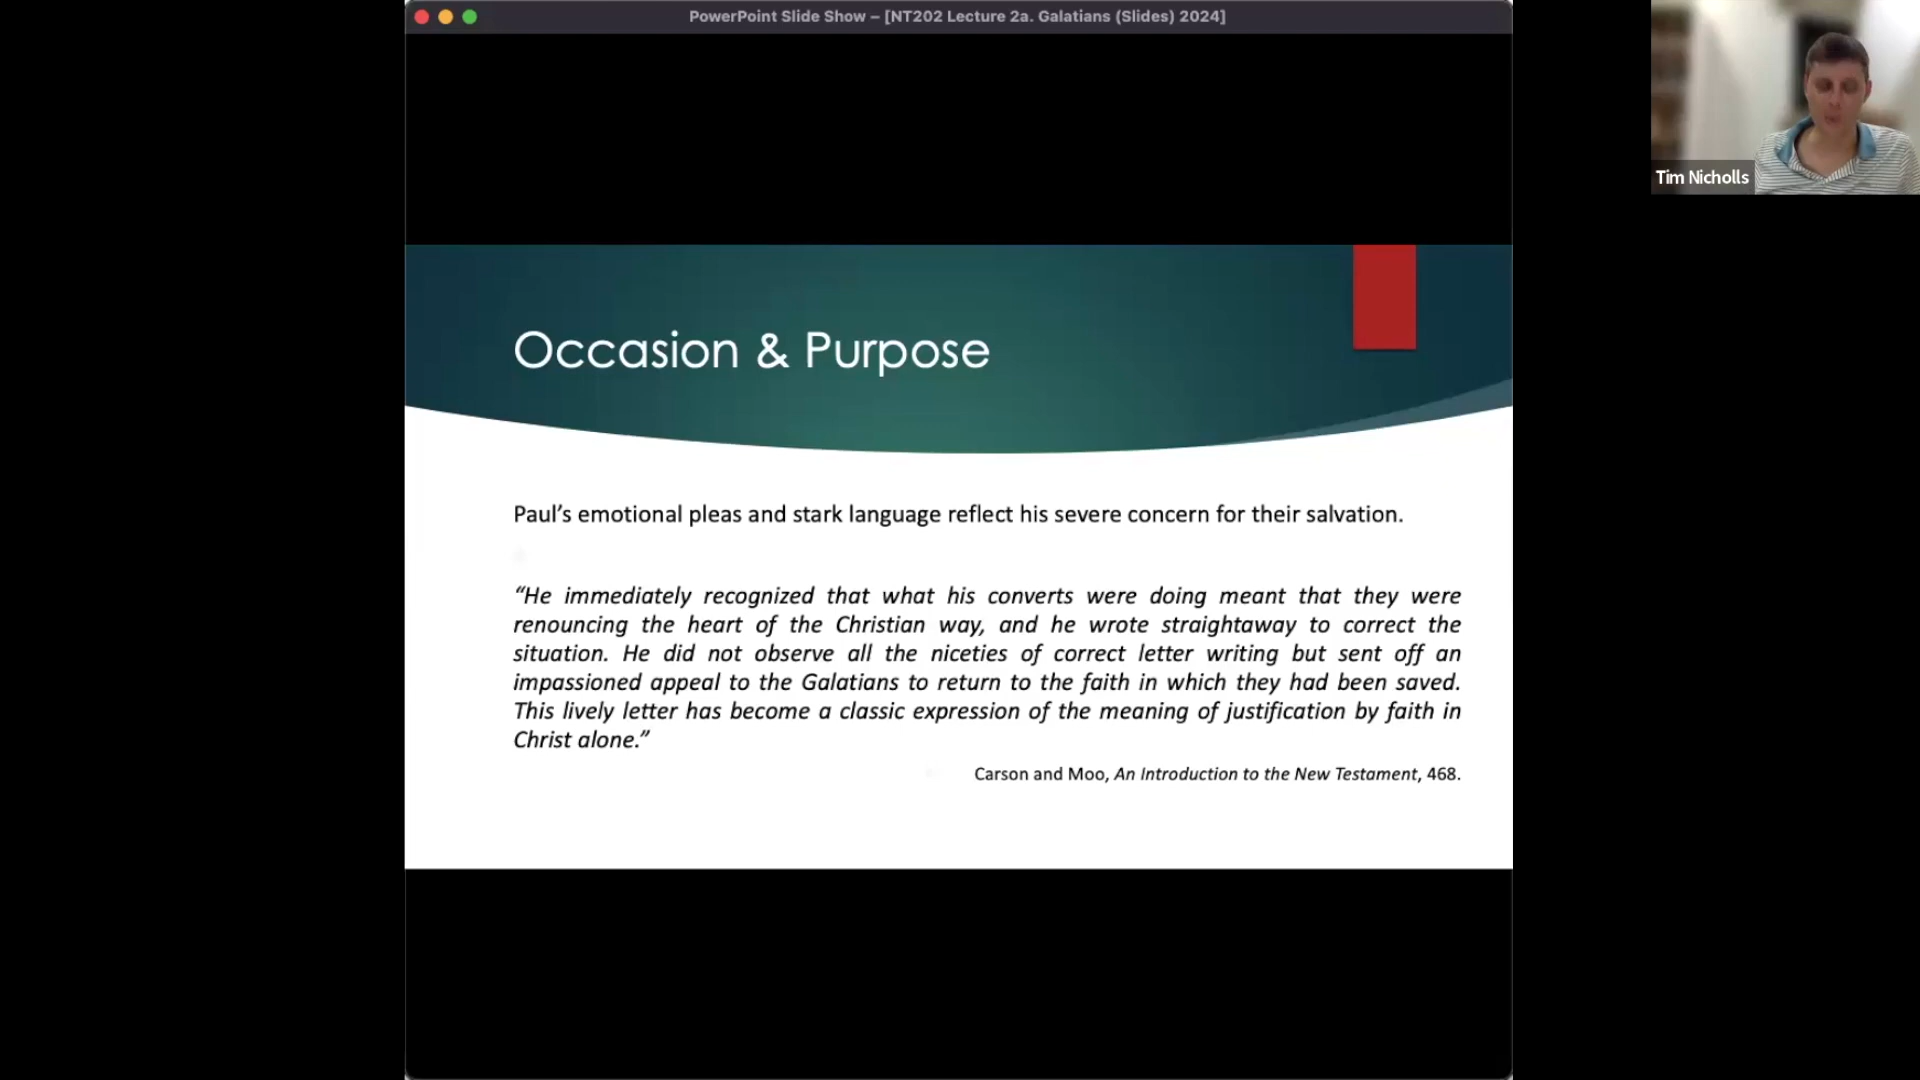 PowerPoint Slide Show – [NT202 Lecture 2a. Galatians (Slides) 2024]
Tim Nicholls
Occasion & Purpose
Paul’s emotional pleas and stark language reflect his severe concern for their salvation.
“He immediately recognized that what his converts were doing meant that they were
renouncing the heart of the Christian way, and he wrote straightaway to correct the
situation. He did not observe all the niceties of correct letter writing but sent off an
impassioned appeal to the Galatians to return to the faith in which they had been saved.
This lively letter has become a classic expression of the meaning of justification by faith in
Christ alone.”
Carson and Moo, An Introduction to the New Testament, 468.